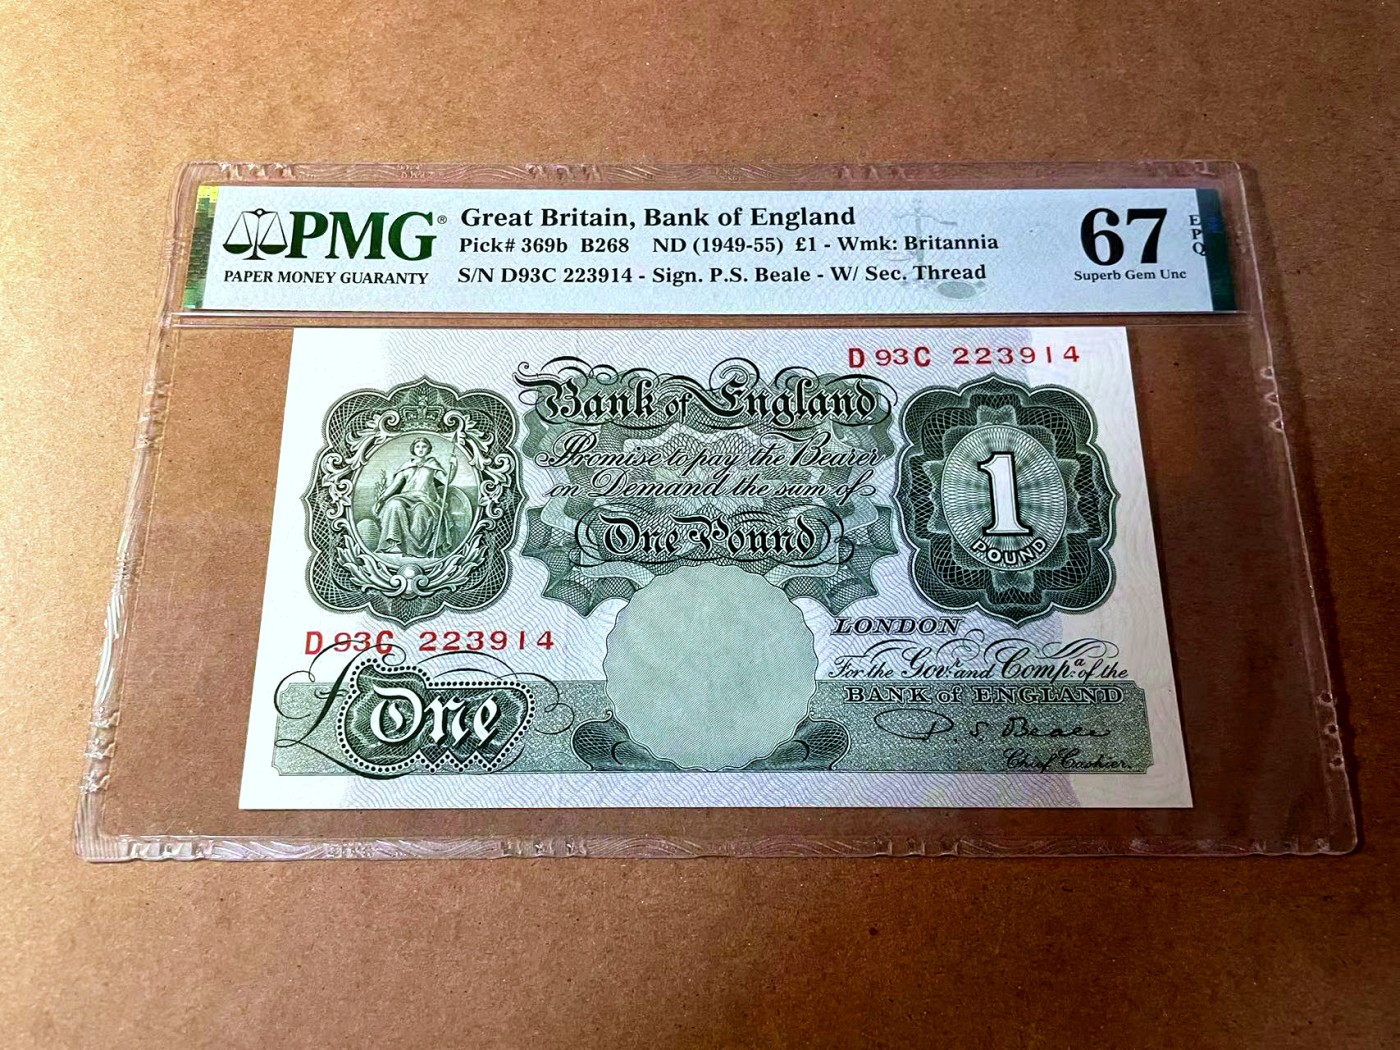 PMG®
PAPER MONEY GUARANTY
Great Britain, Bank of England
Pick# 369b B268 ND (1949-55) £1 - Wmk: Britannia
S/N D93C 223914 - Sign. P.S. Beale - W/ Sec. Thread
67
EPQ
Superb Gem Unc
D93C 223914
Bank of England
Promise to pay the Bearer
on Demand the sum of
One Pound
1
POUND
D93C 223914
£One
LONDON
For the Govr. and Compa. of the
BANK of ENGLAND
P. S. Beale
Chief Cashier.